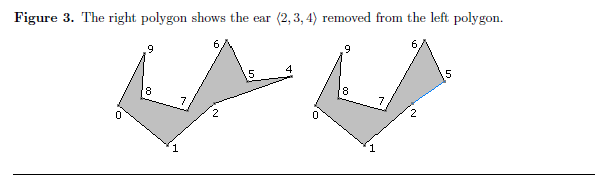 Figure 3. The right polygon shows the ear ⟨2, 3, 4⟩ removed from the left polygon.
9 6 5 4 8 7 0 2 1
9 6 5 8 7 0 2 1